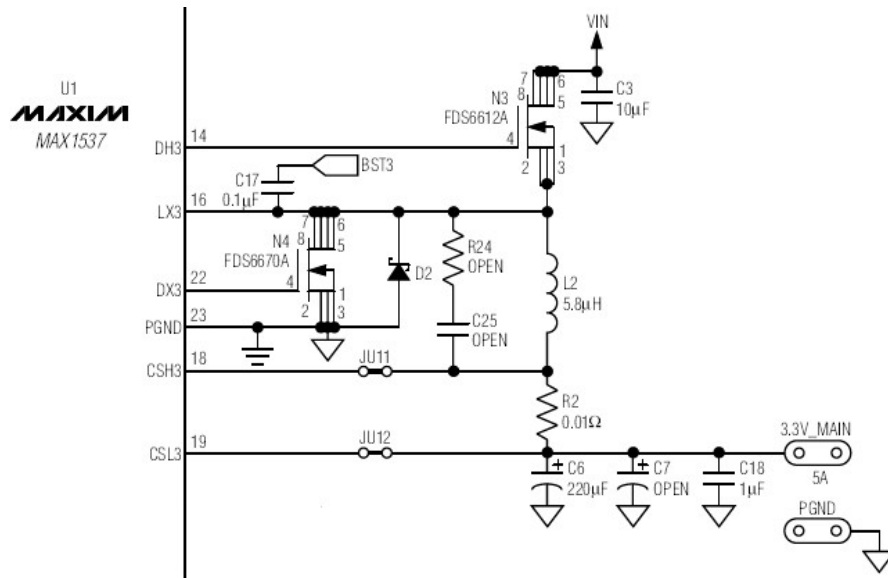 VIN
U1
MAXIM
MAX1537
N3
FDS6612A
7
8
6
5
4
2
1
3
C3
10µF
DH3
14
BST3
C17
0.1µF
LX3
16
N4
FDS6670A
7
8
6
5
4
2
1
3
D2
R24
OPEN
L2
5.8µH
DX3
22
PGND
23
C25
OPEN
CSH3
18
JU11
R2
0.01Ω
CSL3
19
JU12
3.3V_MAIN
5A
C6
220µF
C7
OPEN
C18
1µF
+
+
PGND